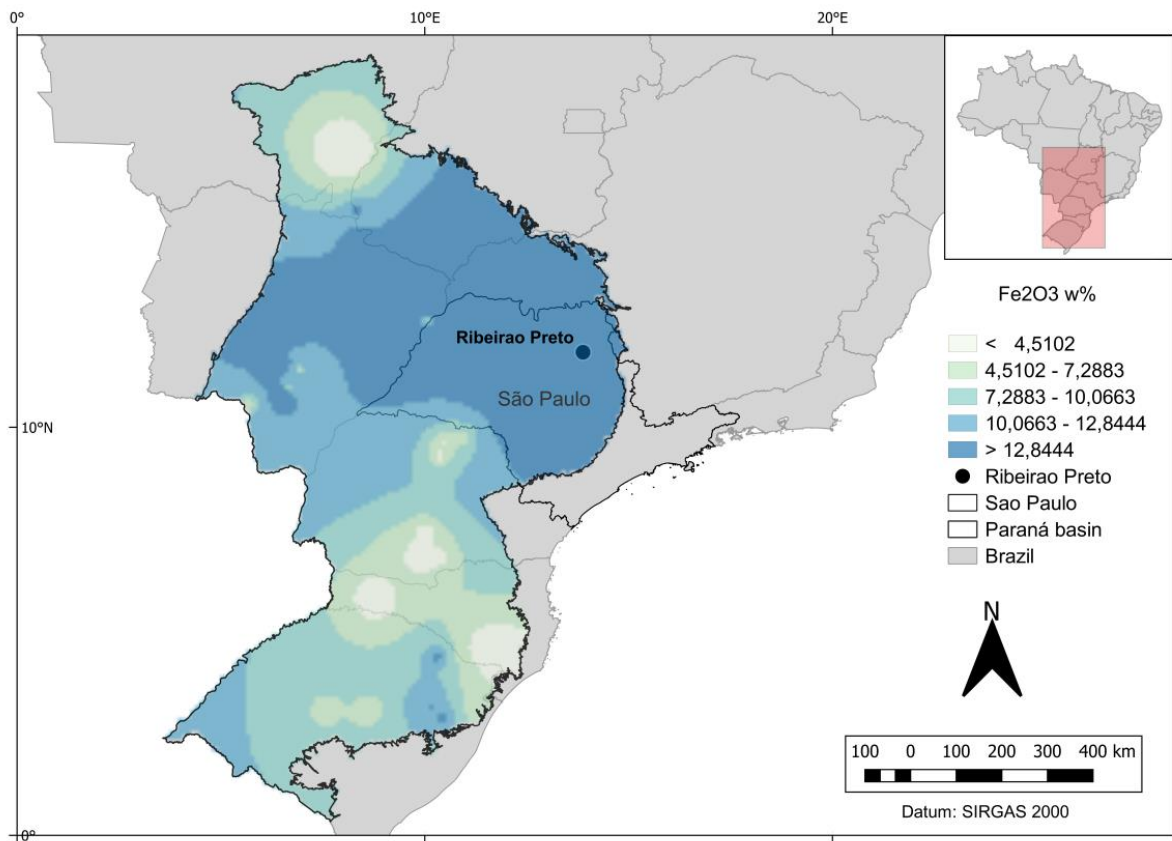 0°
10°E
20°E
Ribeirao Preto
São Paulo
10°N
0°
Fe2O3 w%
< 4,5102
4,5102 - 7,2883
7,2883 - 10,0663
10,0663 - 12,8444
> 12,8444
Ribeirao Preto
Sao Paulo
Paraná basin
Brazil
N
100 0 100 200 300 400 km
Datum: SIRGAS 2000